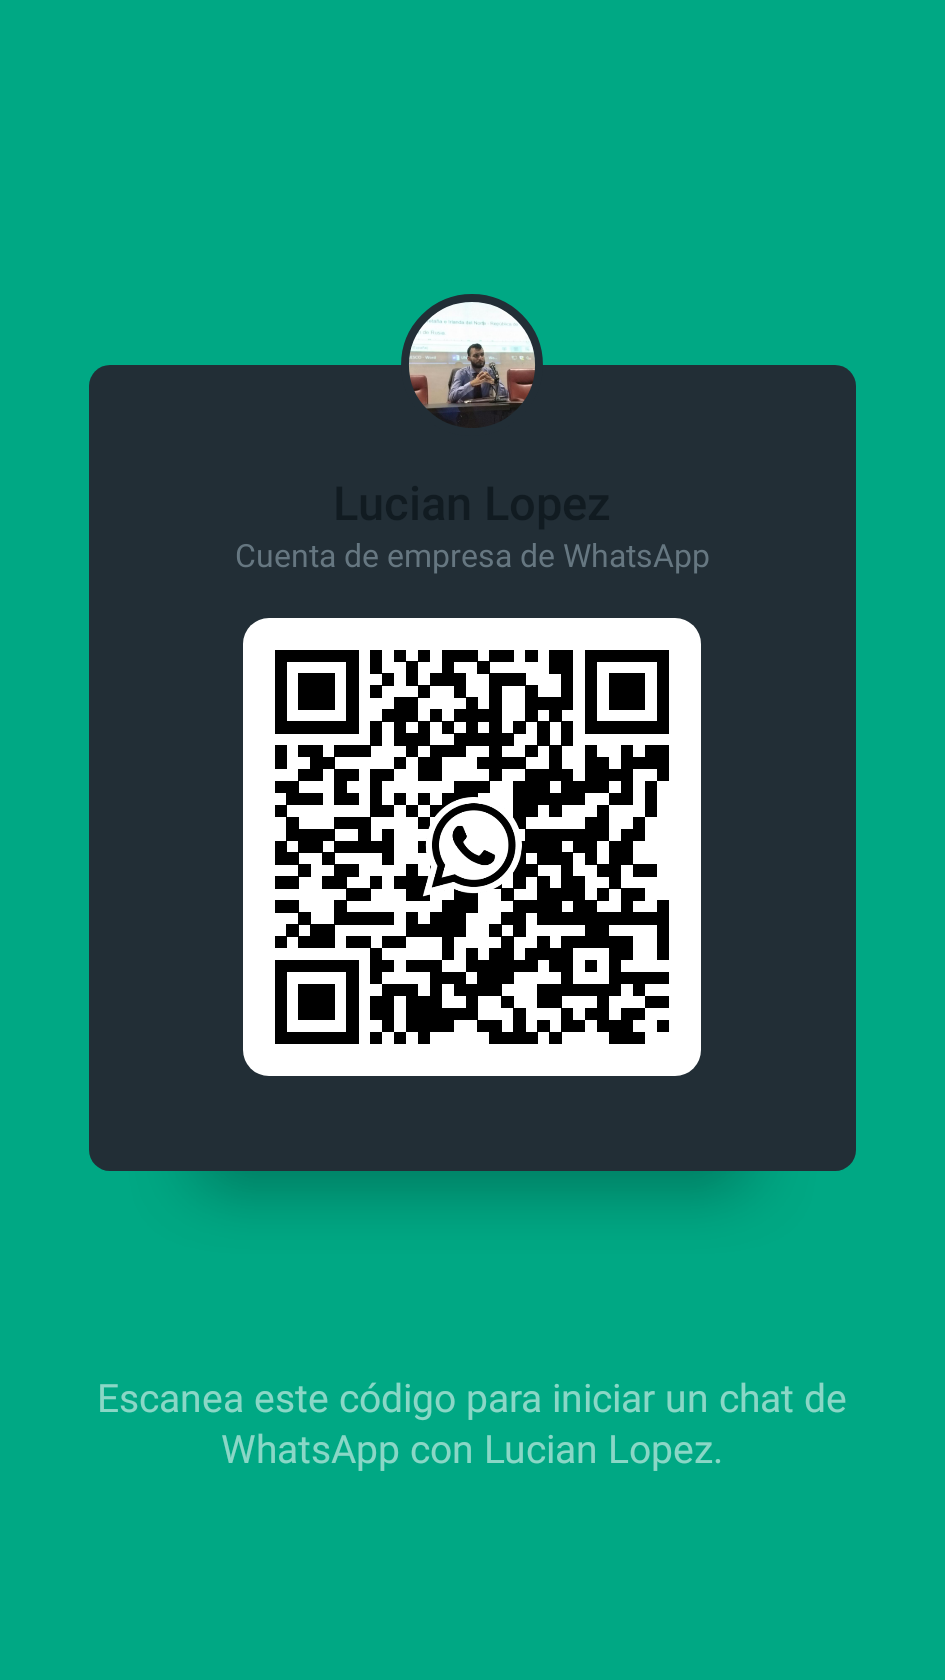 Lucian Lopez
Cuenta de empresa de WhatsApp
Escanea este código para iniciar un chat de
WhatsApp con Lucian Lopez.